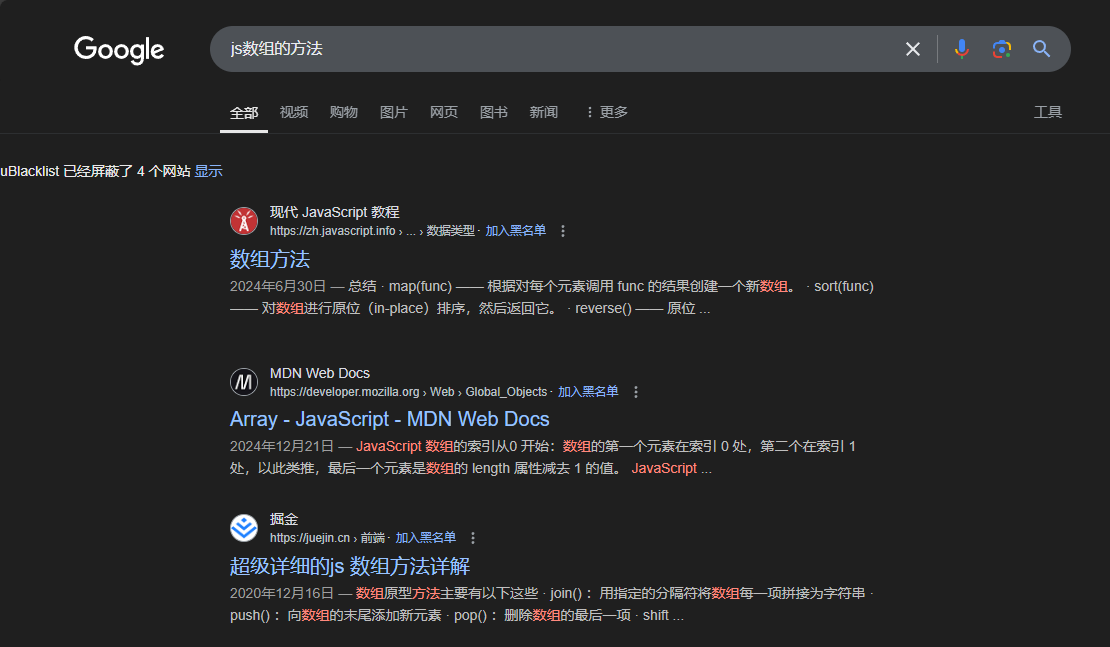 Google
js数组的方法
全部 视频 购物 图片 网页 图书 新闻 ⋮ 更多 工具
uBlacklist 已经屏蔽了 4 个网站 显示
现代 JavaScript 教程
https://zh.javascript.info › ... › 数据类型 · 加入黑名单
数组方法
2024年6月30日 — 总结 · map(func) —— 根据对每个元素调用 func 的结果创建一个新数组。 · sort(func)
—— 对数组进行原位（in-place）排序，然后返回它。 · reverse() —— 原位 ...
MDN Web Docs
https://developer.mozilla.org › Web › Global_Objects · 加入黑名单
Array - JavaScript - MDN Web Docs
2024年12月21日 — JavaScript 数组的索引从0 开始：数组的第一个元素在索引 0 处，第二个在索引 1
处，以此类推，最后一个元素是数组的 length 属性减去 1 的值。 JavaScript ...
掘金
https://juejin.cn › 前端 · 加入黑名单
超级详细的js 数组方法详解
2020年12月16日 — 数组原型方法主要有以下这些 · join() ：用指定的分隔符将数组每一项拼接为字符串 ·
push() ：向数组的末尾添加新元素 · pop() ：删除数组的最后一项 · shift ...